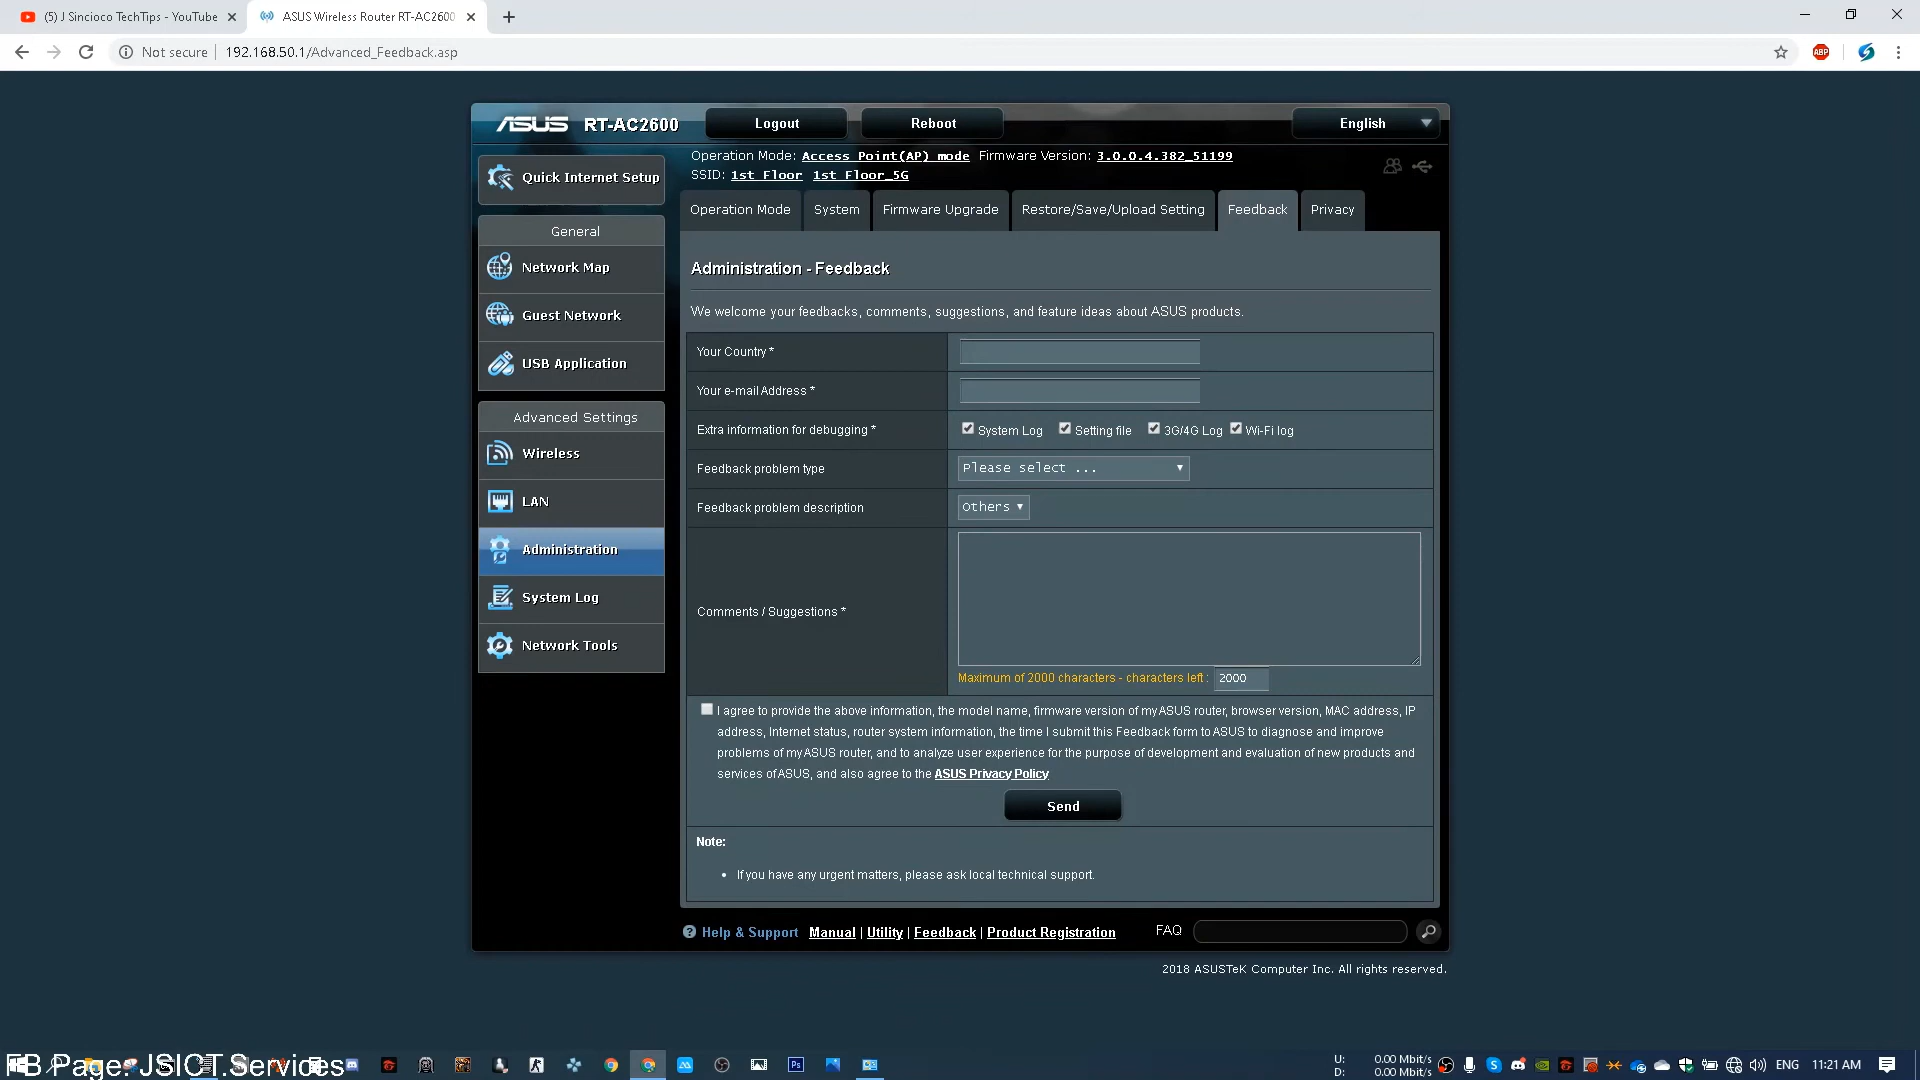 (5) J Sincioco TechTips - YouTube
ASUS Wireless Router RT-AC2600
Not secure
192.168.50.1/Advanced_Feedback.asp
ABP
ASUS RT-AC2600
Logout
Reboot
English
Operation Mode: Access Point(AP) mode Firmware Version: 3.0.0.4.382_51199
SSID: 1st Floor 1st Floor_5G
Quick Internet Setup
General
Network Map
Guest Network
USB Application
Advanced Settings
Wireless
LAN
Administration
System Log
Network Tools
Operation Mode
System
Firmware Upgrade
Restore/Save/Upload Setting
Feedback
Privacy
Administration - Feedback
We welcome your feedbacks, comments, suggestions, and feature ideas about ASUS products.
Your Country *
Your e-mail Address *
Extra information for debugging *
System Log
Setting file
3G/4G Log
Wi-Fi log
Feedback problem type
Please select ...
Feedback problem description
Others
Comments / Suggestions *
Maximum of 2000 characters - characters left : 2000
I agree to provide the above information, the model name, firmware version of my ASUS router, browser version, MAC address, IP
address, Internet status, router system information, the time I submit this Feedback form to ASUS to diagnose and improve
problems of my ASUS router, and to analyze user experience for the purpose of development and evaluation of new products and
services of ASUS, and also agree to the ASUS Privacy Policy
Send
Note:
If you have any urgent matters, please ask local technical support.
Help & Support Manual | Utility | Feedback | Product Registration
FAQ
2018 ASUSTeK Computer Inc. All rights reserved.
FB Page: JSICT.Services
Ps
U: 0.00 Mbit/s
D: 0.00 Mbit/s
ENG
11:21 AM